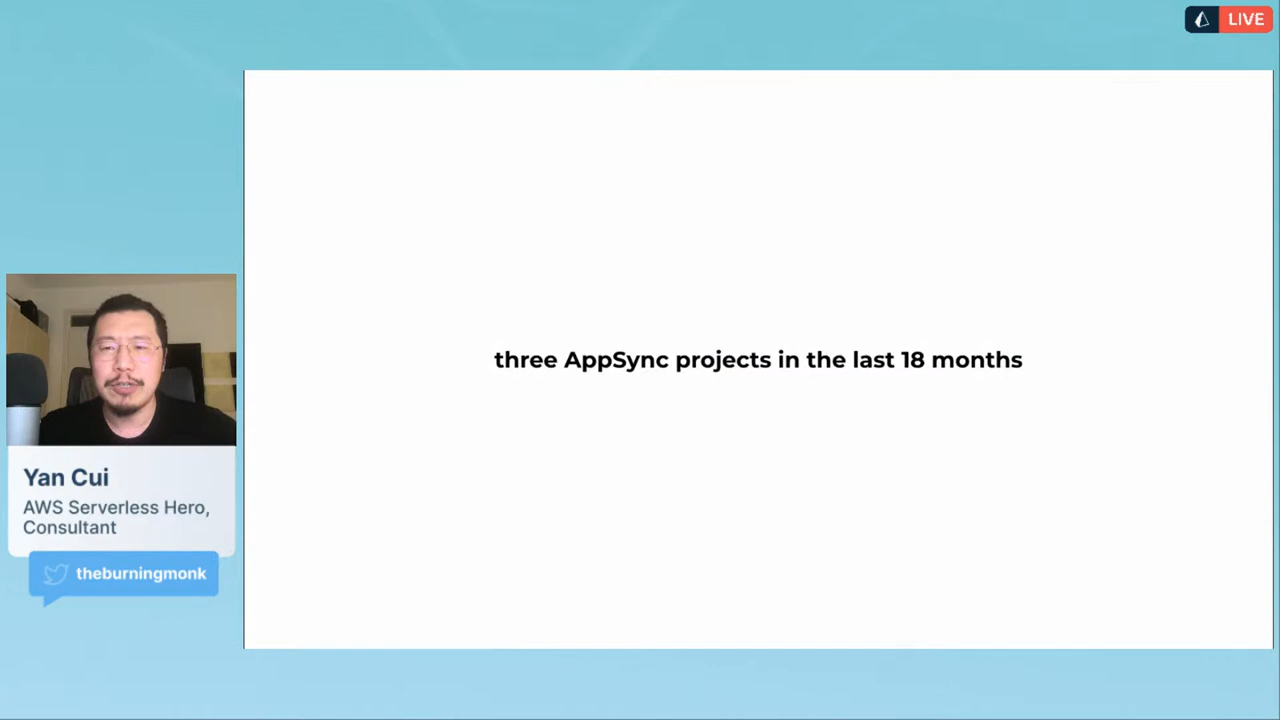 LIVE
three AppSync projects in the last 18 months
Yan Cui
AWS Serverless Hero,
Consultant
theburningmonk